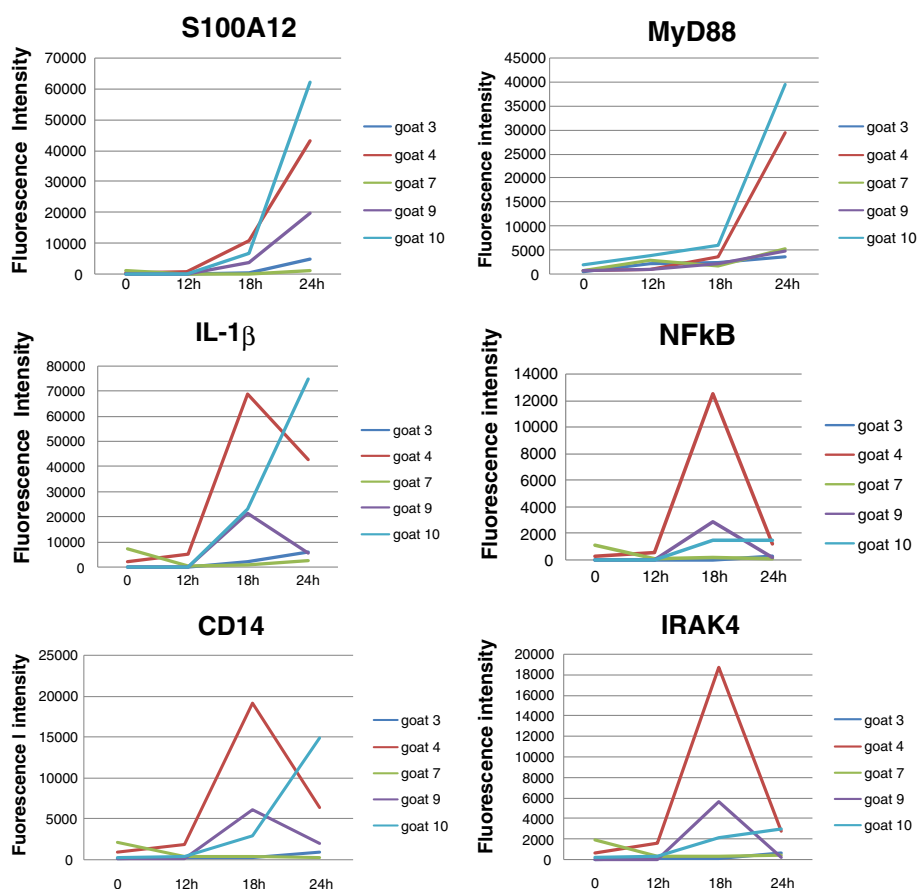 S100A12
Fluorescence Intensity
70000
60000
50000
40000
30000
20000
10000
0
0 12h 18h 24h
goat 3
goat 4
goat 7
goat 9
goat 10
MyD88
Fluorescence intensity
45000
40000
35000
30000
25000
20000
15000
10000
5000
0
0 12h 18h 24h
goat 3
goat 4
goat 7
goat 9
goat 10
IL-1β
Fluorescence Intensity
80000
70000
60000
50000
40000
30000
20000
10000
0
0 12h 18h 24h
goat 3
goat 4
goat 7
goat 9
goat 10
NFkB
Fluorescence intensity
14000
12000
10000
8000
6000
4000
2000
0
0 12h 18h 24h
goat 3
goat 4
goat 7
goat 9
goat 10
CD14
Fluorescence I intensity
25000
20000
15000
10000
5000
0
0 12h 18h 24h
goat 3
goat 4
goat 7
goat 9
goat 10
IRAK4
Fluorescence intensity
20000
18000
16000
14000
12000
10000
8000
6000
4000
2000
0
0 12h 18h 24h
goat 3
goat 4
goat 7
goat 9
goat 10